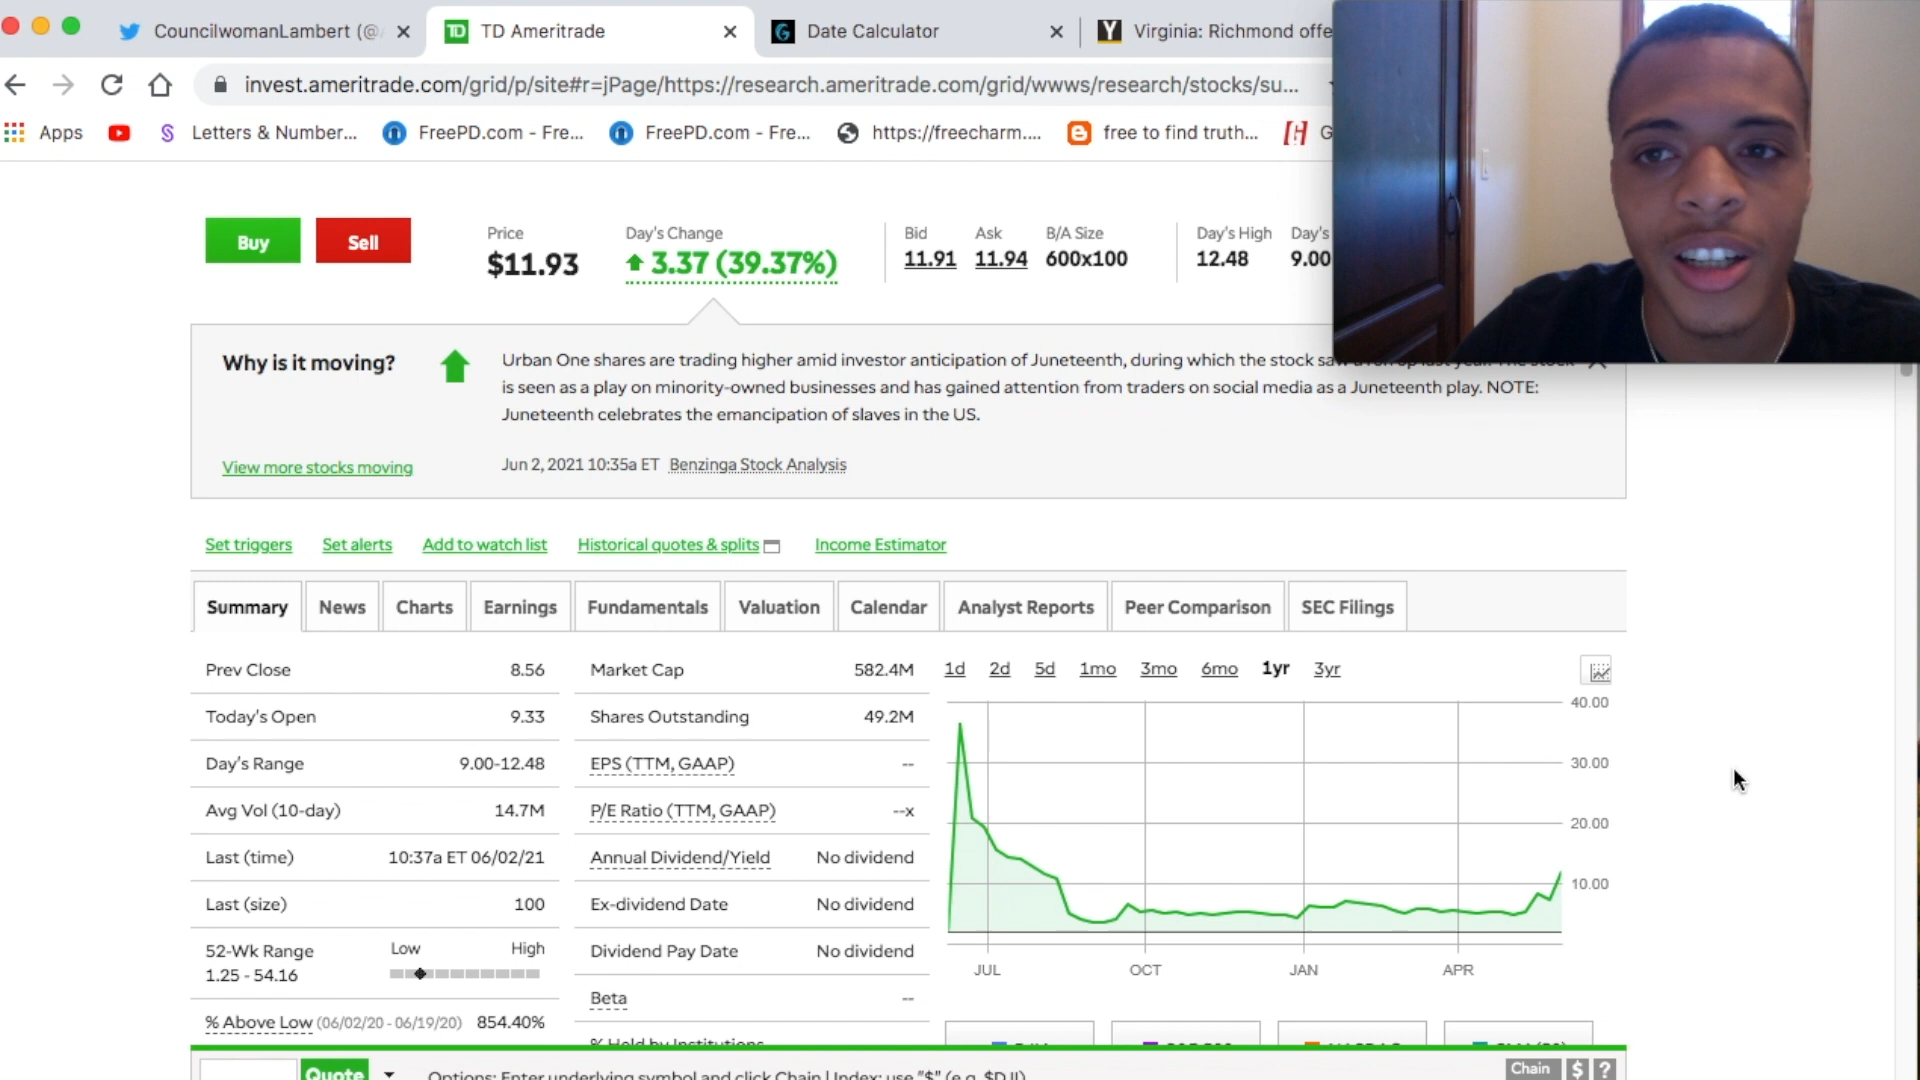 CouncilwomanLambert (@
TD Ameritrade
Date Calculator
Virginia: Richmond offe
invest.ameritrade.com/grid/p/site#r=jPage/https://research.ameritrade.com/grid/wwws/research/stocks/su...
Apps
Letters & Number...
FreePD.com - Fre...
FreePD.com - Fre...
https://freecharm....
free to find truth...
G
Buy
Sell
Price
$11.93
Day's Change
3.37 (39.37%)
Bid
11.91
Ask
11.94
B/A Size
600x100
Day's High
12.48
Day's
9.00
Why is it moving?
Urban One shares are trading higher amid investor anticipation of Juneteenth, during which the stock
is seen as a play on minority-owned businesses and has gained attention from traders on social media as a Juneteenth play. NOTE:
Juneteenth celebrates the emancipation of slaves in the US.
View more stocks moving
Jun 2, 2021 10:35a ET Benzinga Stock Analysis
Set triggers
Set alerts
Add to watch list
Historical quotes & splits
Income Estimator
Summary
News
Charts
Earnings
Fundamentals
Valuation
Calendar
Analyst Reports
Peer Comparison
SEC Filings
Prev Close 8.56
Today's Open 9.33
Day's Range 9.00-12.48
Avg Vol (10-day) 14.7M
Last (time) 10:37a ET 06/02/21
Last (size) 100
52-Wk Range Low High
1.25 - 54.16
% Above Low (06/02/20 - 06/19/20) 854.40%
Market Cap 582.4M
Shares Outstanding 49.2M
EPS (TTM, GAAP) --
P/E Ratio (TTM, GAAP) --x
Annual Dividend/Yield No dividend
Ex-dividend Date No dividend
Dividend Pay Date No dividend
Beta --
% Held by Institutions
1d 2d 5d 1mo 3mo 6mo 1yr 3yr
40.00
30.00
20.00
10.00
JUL OCT JAN APR
Quote
Options: Enter underlying symbol and click Chain | Index: use "$" (e.g. $DJI)
Chain $ ?